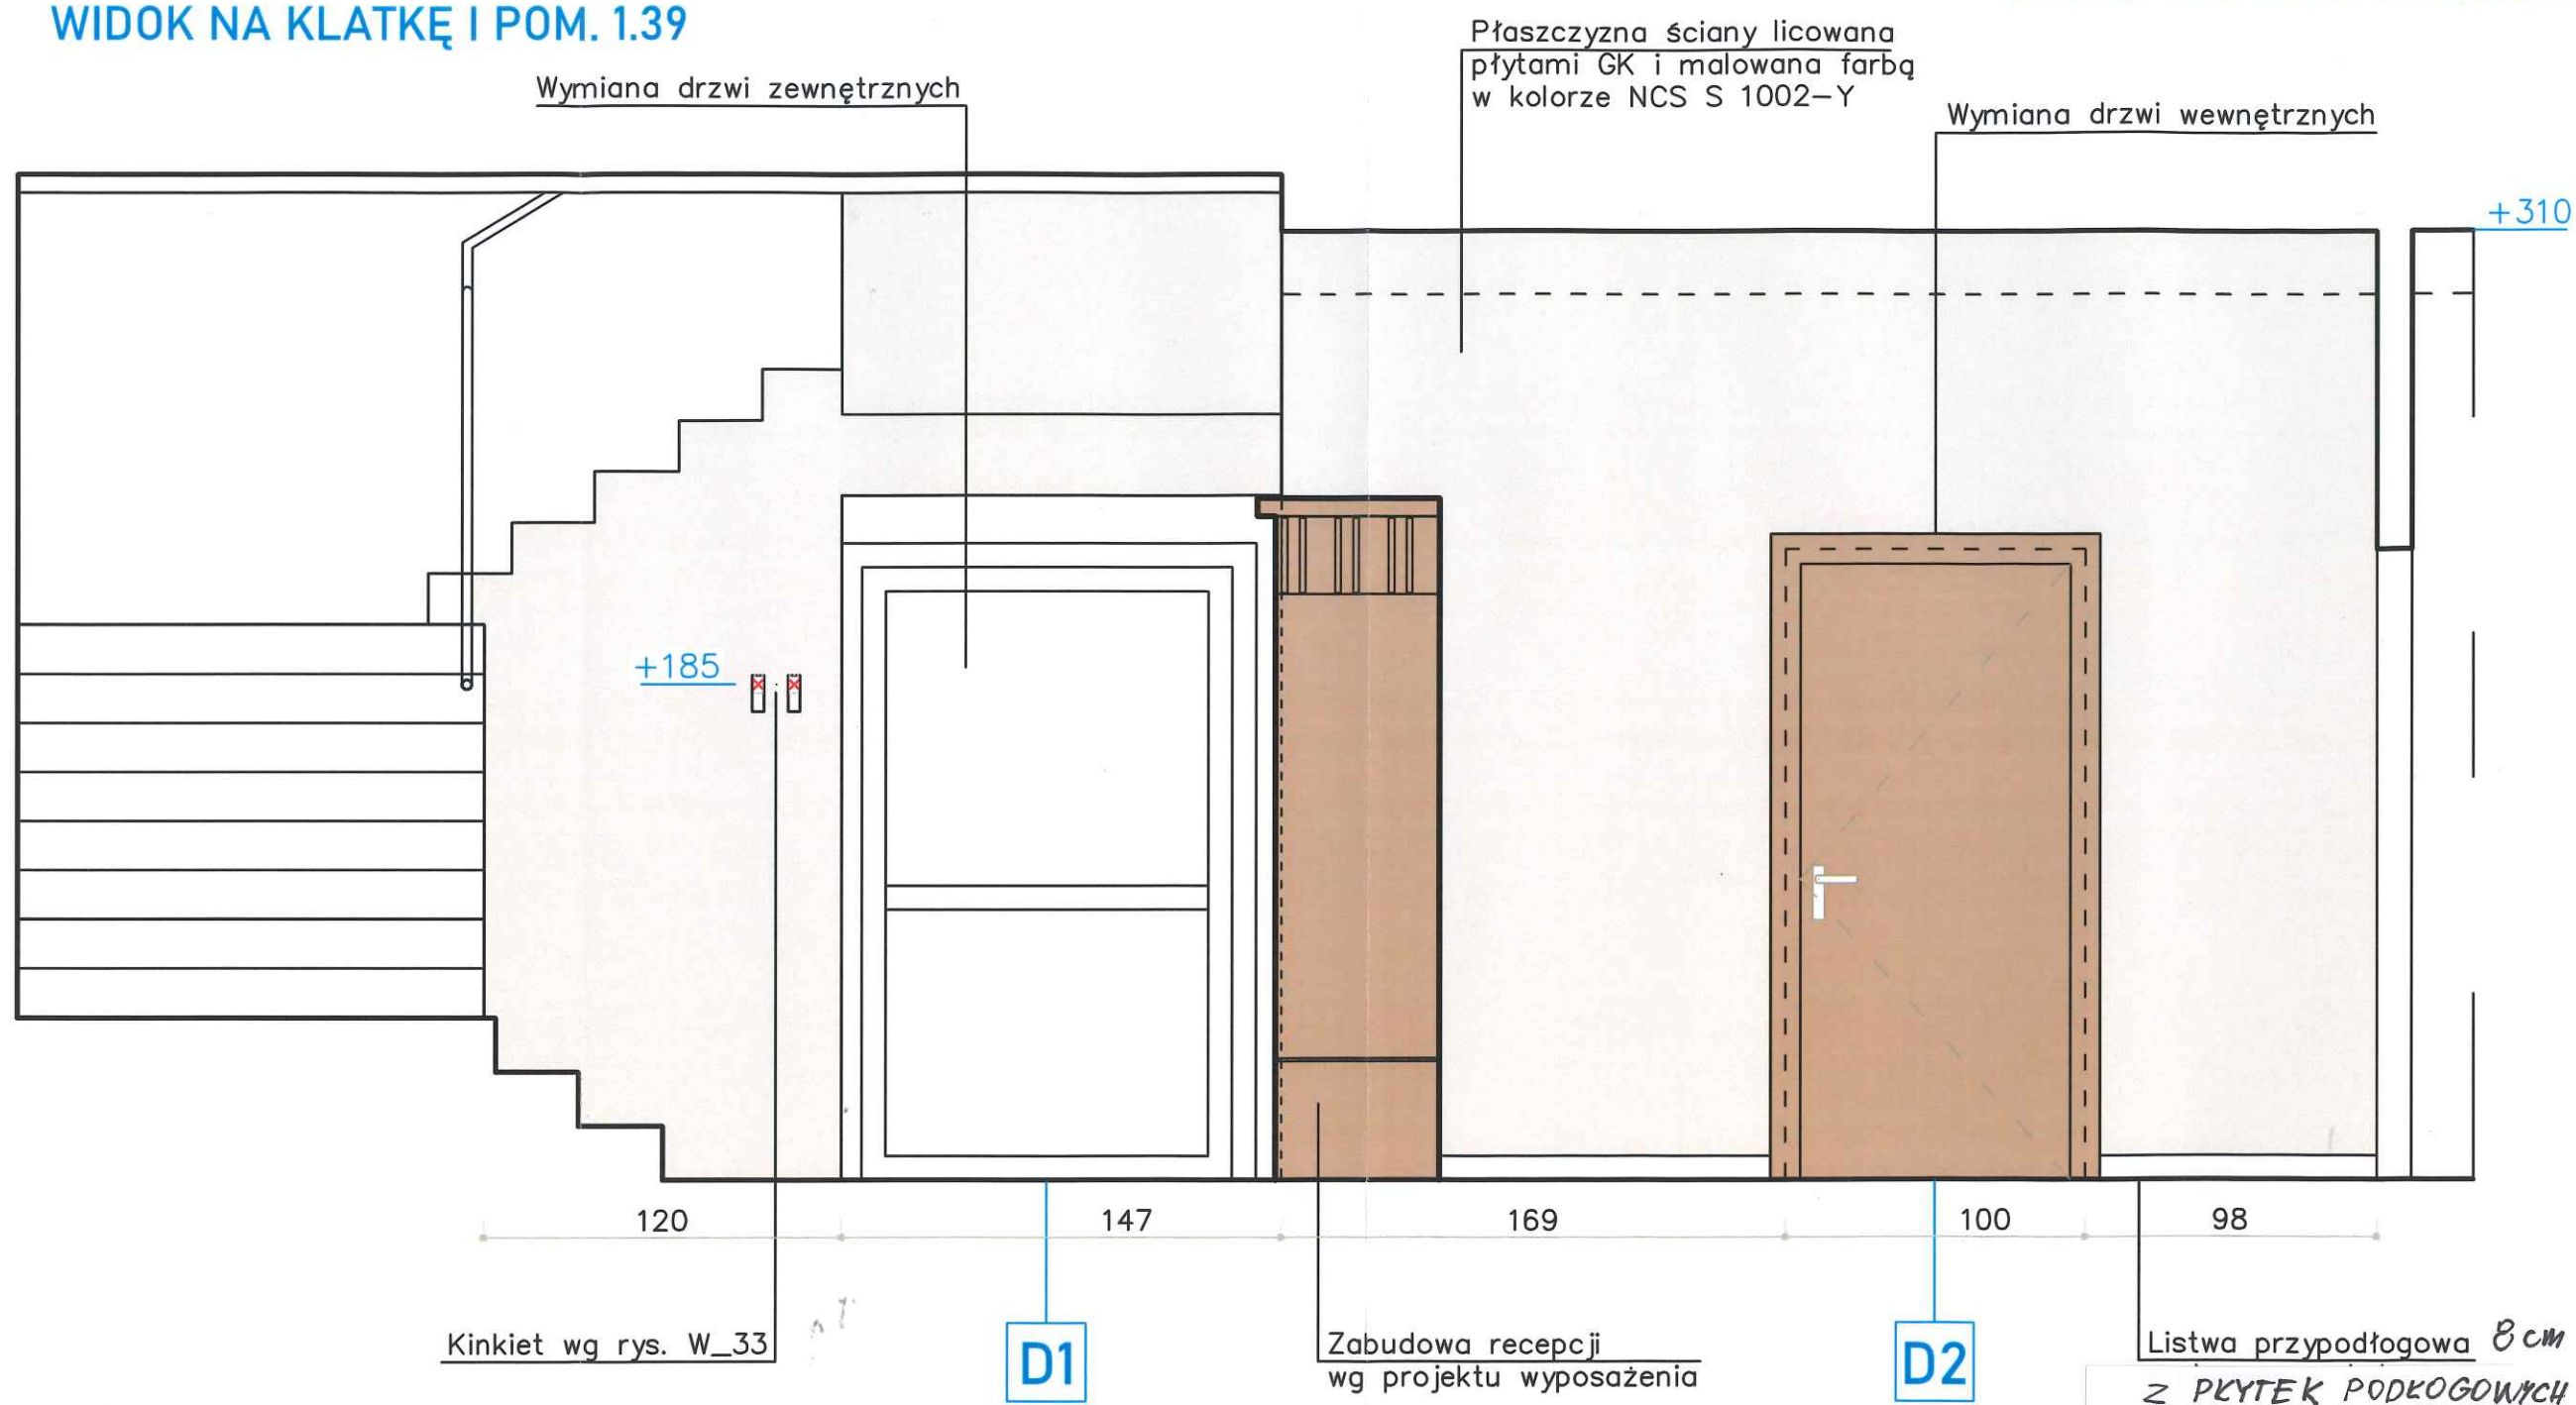 WIDOK NA KLATKĘ I POM. 1.39
Płaszczyzna ściany licowana
płytami GK i malowana farbą
w kolorze NCS S 1002-Y
Wymiana drzwi zewnętrznych
Wymiana drzwi wewnętrznych
+310
+185
120
147
169
100
98
Kinkiet wg rys. W_33
D1
Zabudowa recepcji
wg projektu wyposażenia
D2
Listwa przypodłogowa 8 cm
Z PŁYTEK PODŁOGOWYCH